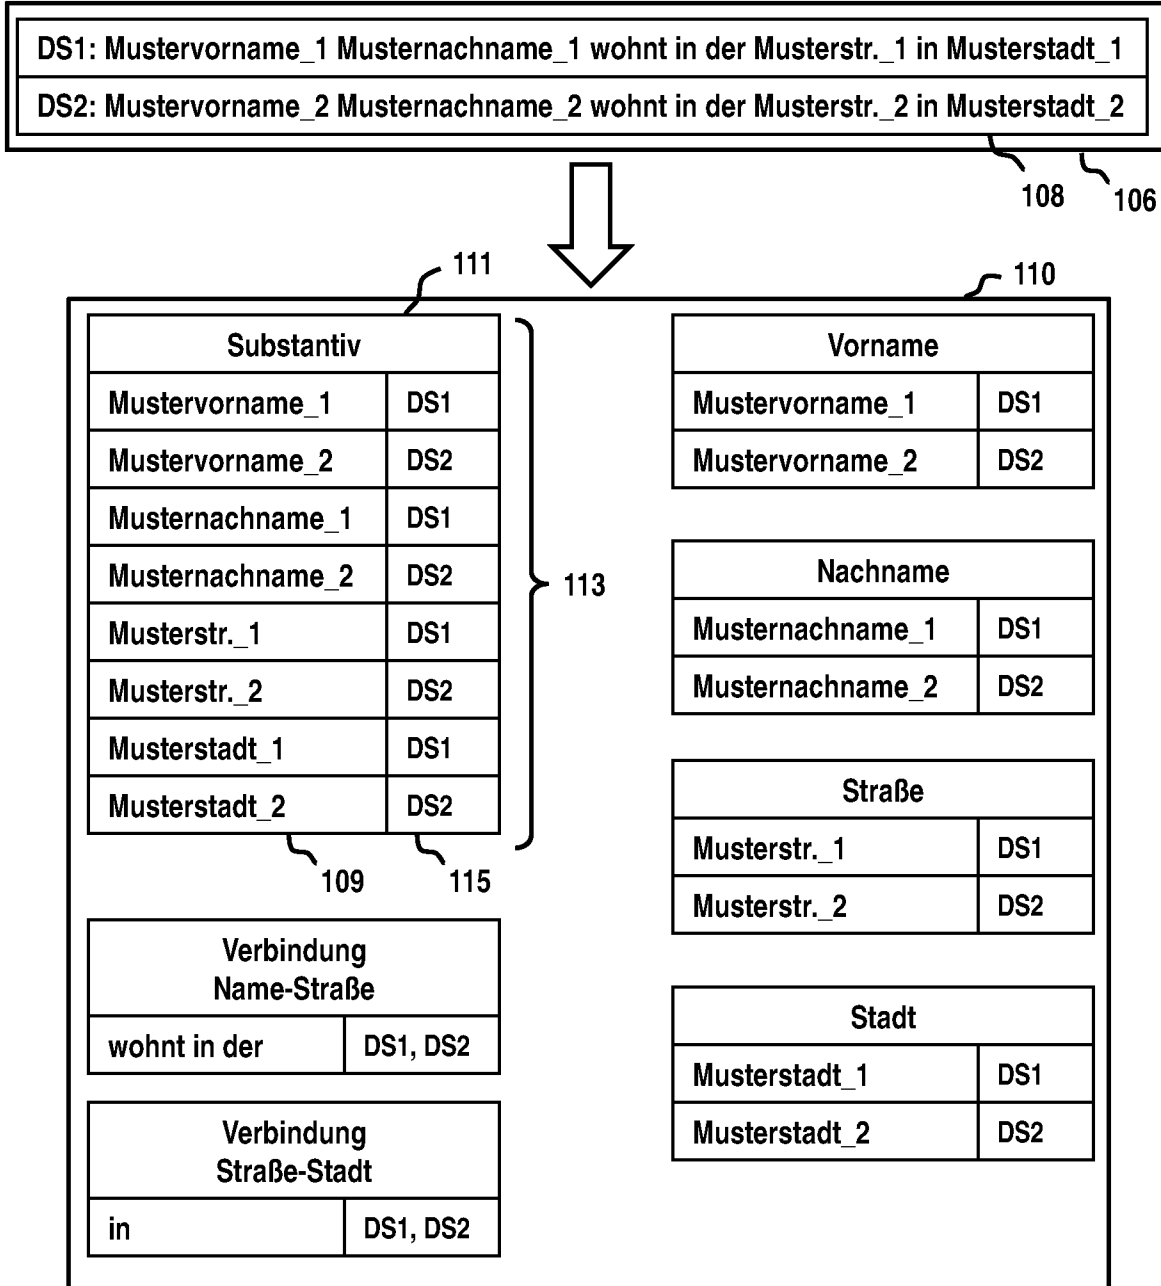 DS1: Mustervorname_1 Musternachname_1 wohnt in der Musterstr._1 in Musterstadt_1
DS2: Mustervorname_2 Musternachname_2 wohnt in der Musterstr._2 in Musterstadt_2
108
106
111
110
Substantiv
Mustervorname_1 DS1
Mustervorname_2 DS2
Musternachname_1 DS1
Musternachname_2 DS2
Musterstr._1 DS1
Musterstr._2 DS2
Musterstadt_1 DS1
Musterstadt_2 DS2
113
109
115
Verbindung
Name-Straße
wohnt in der DS1, DS2
Verbindung
Straße-Stadt
in DS1, DS2
Vorname
Mustervorname_1 DS1
Mustervorname_2 DS2
Nachname
Musternachname_1 DS1
Musternachname_2 DS2
Straße
Musterstr._1 DS1
Musterstr._2 DS2
Stadt
Musterstadt_1 DS1
Musterstadt_2 DS2